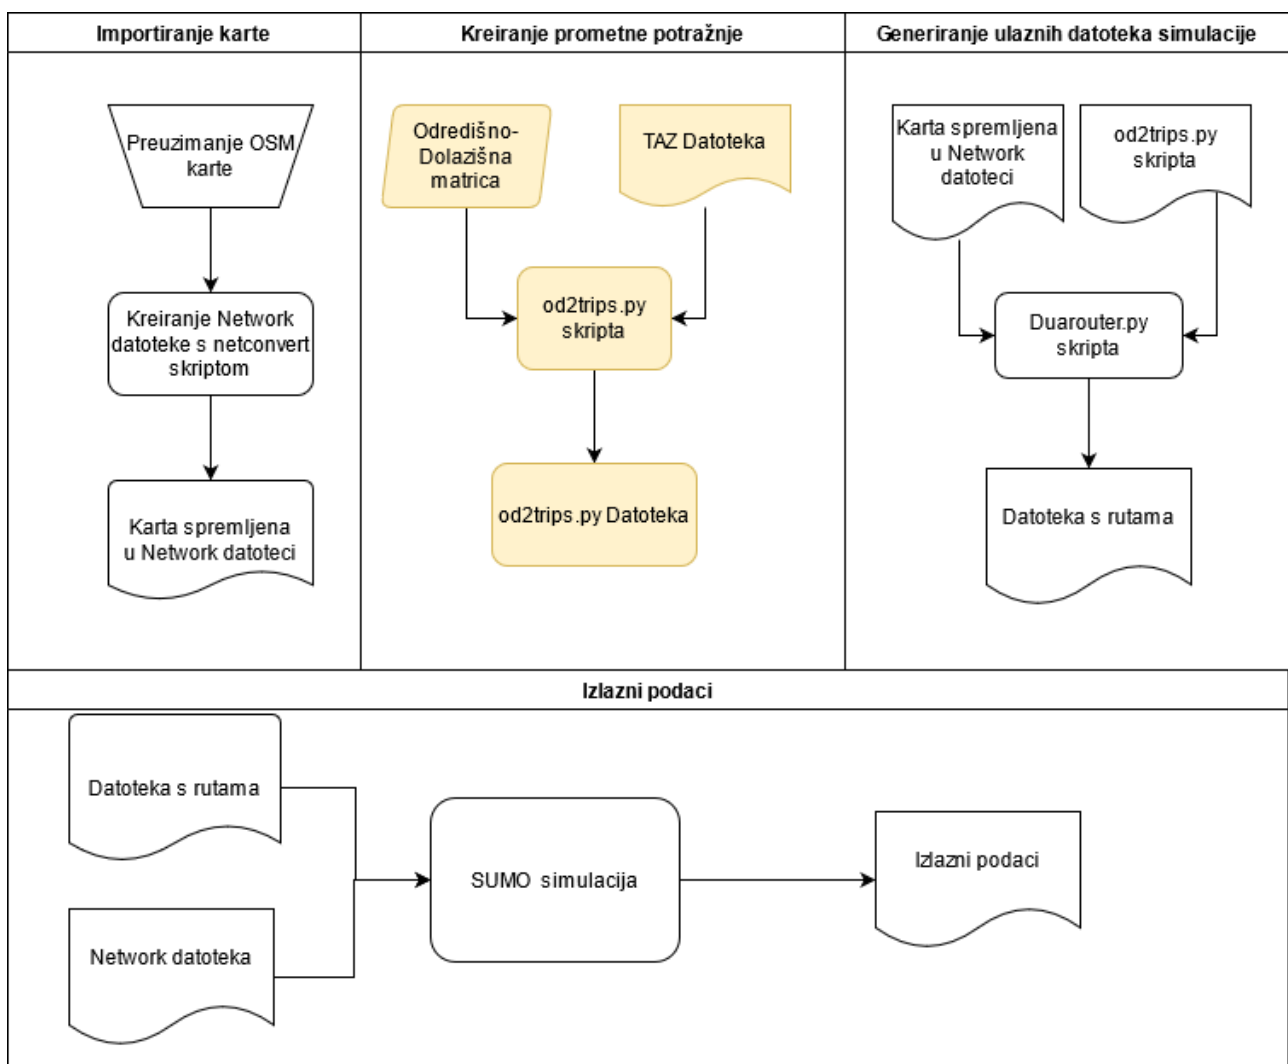 Importiranje karte
Preuzimanje OSM
karte
Kreiranje Network
datoteke s netconvert
skriptom
Karta spremljena
u Network datoteci
Kreiranje prometne potražnje
Odredišno-
Dolazišna
matrica
TAZ Datoteka
od2trips.py
skripta
od2trips.py Datoteka
Generiranje ulaznih datoteka simulacije
Karta spremljena
u Network
datoteci
od2trips.py
skripta
Duarouter.py
skripta
Datoteka s rutama
Izlazni podaci
Datoteka s rutama
Network datoteka
SUMO simulacija
Izlazni podaci